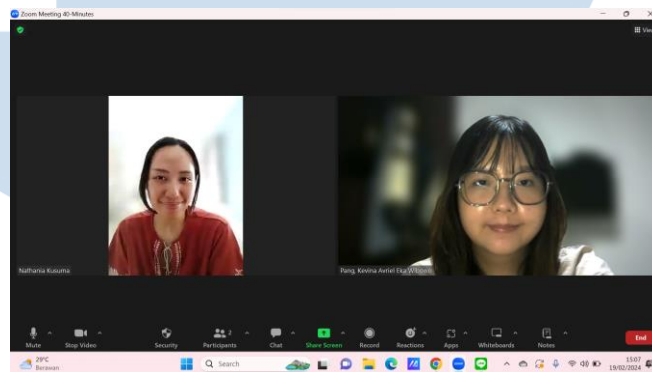 Zoom Meeting 40-Minutes
View
Nathania Kusuma
Pang, Kevina Avriel Eka Wibowo
Mute
Stop Video
Security
Participants
2
Chat
Share Screen
Record
Reactions
Apps
Whiteboards
Notes
End
29°C
Berawan
Search
15:07
19/02/2024